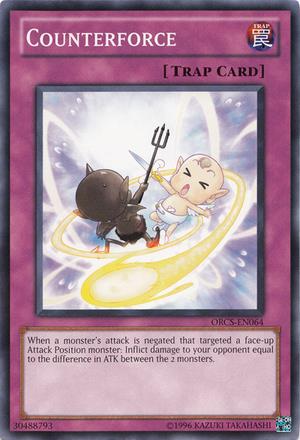 COUNTERFORCE
TRAP
罠
[TRAP CARD]
ORCS-EN064
When a monster's attack is negated that targeted a face-up
Attack Position monster: Inflict damage to your opponent equal
to the difference in ATK between the 2 monsters.
30488793
©1996 KAZUKI TAKAHASHI